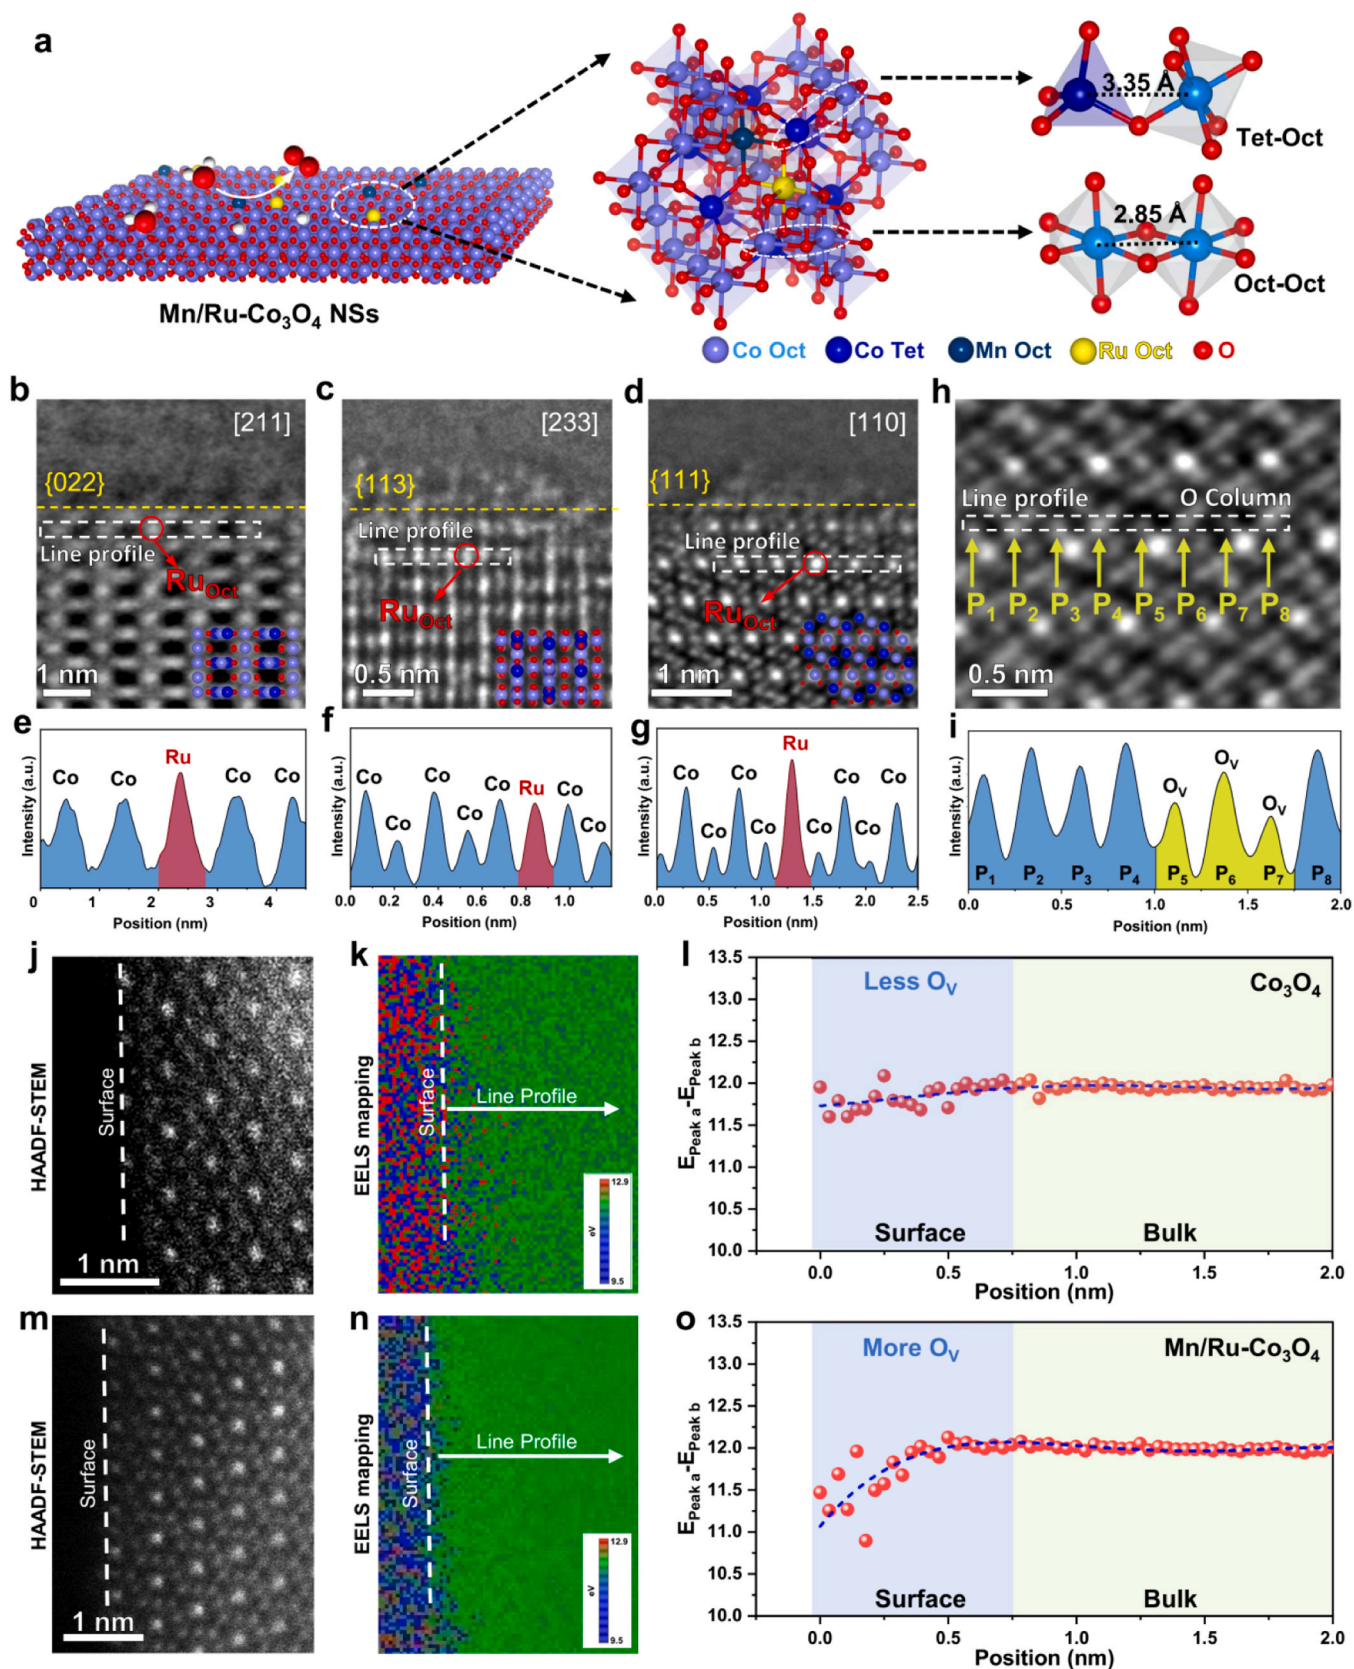 a
3.35 Å
Tet-Oct
2.85 Å
Oct-Oct
Mn/Ru-Co₃O₄ NSs
Co Oct Co Tet Mn Oct Ru Oct O
b
[211]
{022}
Line profile
Ru_Oct
1 nm
c
[233]
{113}
Line profile
Ru_Oct
0.5 nm
d
[110]
{111}
Line profile
Ru_Oct
1 nm
h
Line profile O Column
P₁ P₂ P₃ P₄ P₅ P₆ P₇ P₈
0.5 nm
e
Intensity (a.u.)
Co Co Ru Co Co
0 1 2 3 4
Position (nm)
f
Intensity (a.u.)
Co Co Co Co Co Ru Co Co
0.0 0.2 0.4 0.6 0.8 1.0
Position (nm)
g
Intensity (a.u.)
Co Co Co Co Ru Co Co Co Co
0.0 0.5 1.0 1.5 2.0 2.5
Position (nm)
i
Intensity (a.u.)
O_V O_V O_V
P₁ P₂ P₃ P₄ P₅ P₆ P₇ P₈
0.0 0.5 1.0 1.5 2.0
Position (nm)
j
HAADF-STEM
Surface
1 nm
k
EELS mapping
Surface
Line Profile
12.9
eV
9.5
l
13.5
13.0
12.5
12.0
11.5
11.0
10.5
10.0
E_Peak a-E_Peak b
Less O_V
Co₃O₄
Surface
Bulk
0.0 0.5 1.0 1.5 2.0
Position (nm)
m
HAADF-STEM
Surface
1 nm
n
EELS mapping
Surface
Line Profile
12.9
eV
9.5
o
13.5
13.0
12.5
12.0
11.5
11.0
10.5
10.0
E_Peak a-E_Peak b
More O_V
Mn/Ru-Co₃O₄
Surface
Bulk
0.0 0.5 1.0 1.5 2.0
Position (nm)